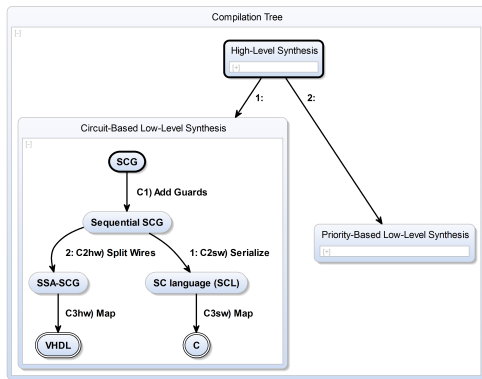 Compilation Tree
[-]
High-Level Synthesis
[+]
1:
2:
Circuit-Based Low-Level Synthesis
[-]
SCG
C1) Add Guards
Sequential SCG
Priority-Based Low-Level Synthesis
[+]
2: C2hw) Split Wires
1: C2sw) Serialize
SSA-SCG
SC language (SCL)
C3hw) Map
C3sw) Map
VHDL
C